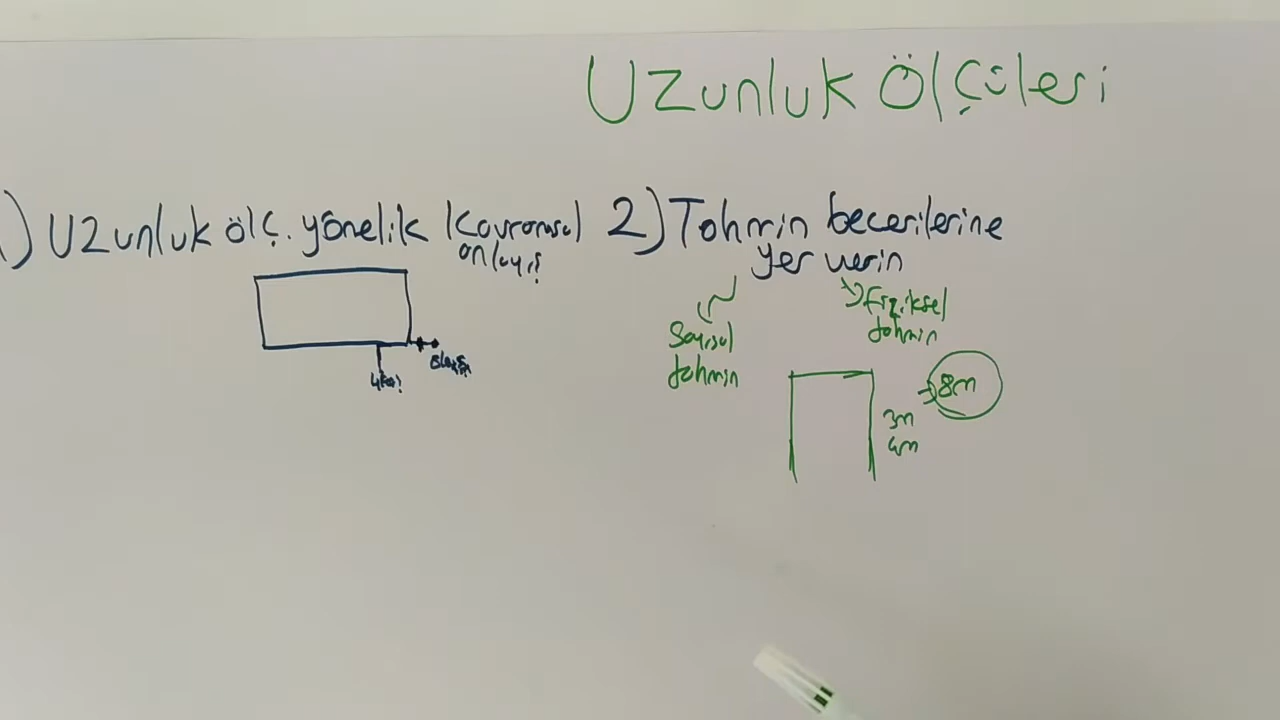 Uzunluk Ölçüleri
1) Uzunluk ölç. yönelik Kavramsal
anlayış
2) Tahmin becerilerine
yer verin
Sayısal
tahmin
Fiziksel
tahmin
8m
3m
4m